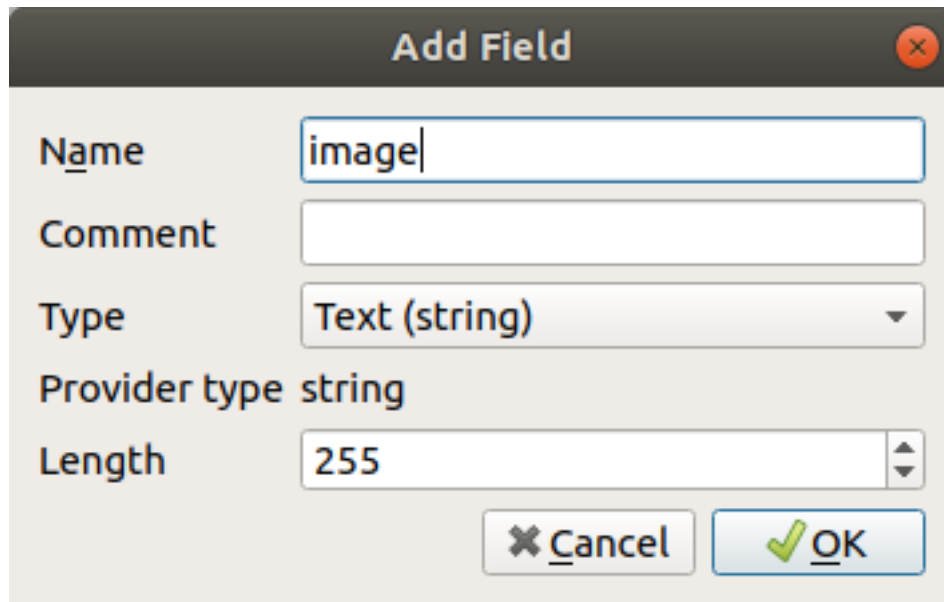 Add Field
Name image
Comment
Type Text (string)
Provider type string
Length 255
Cancel OK